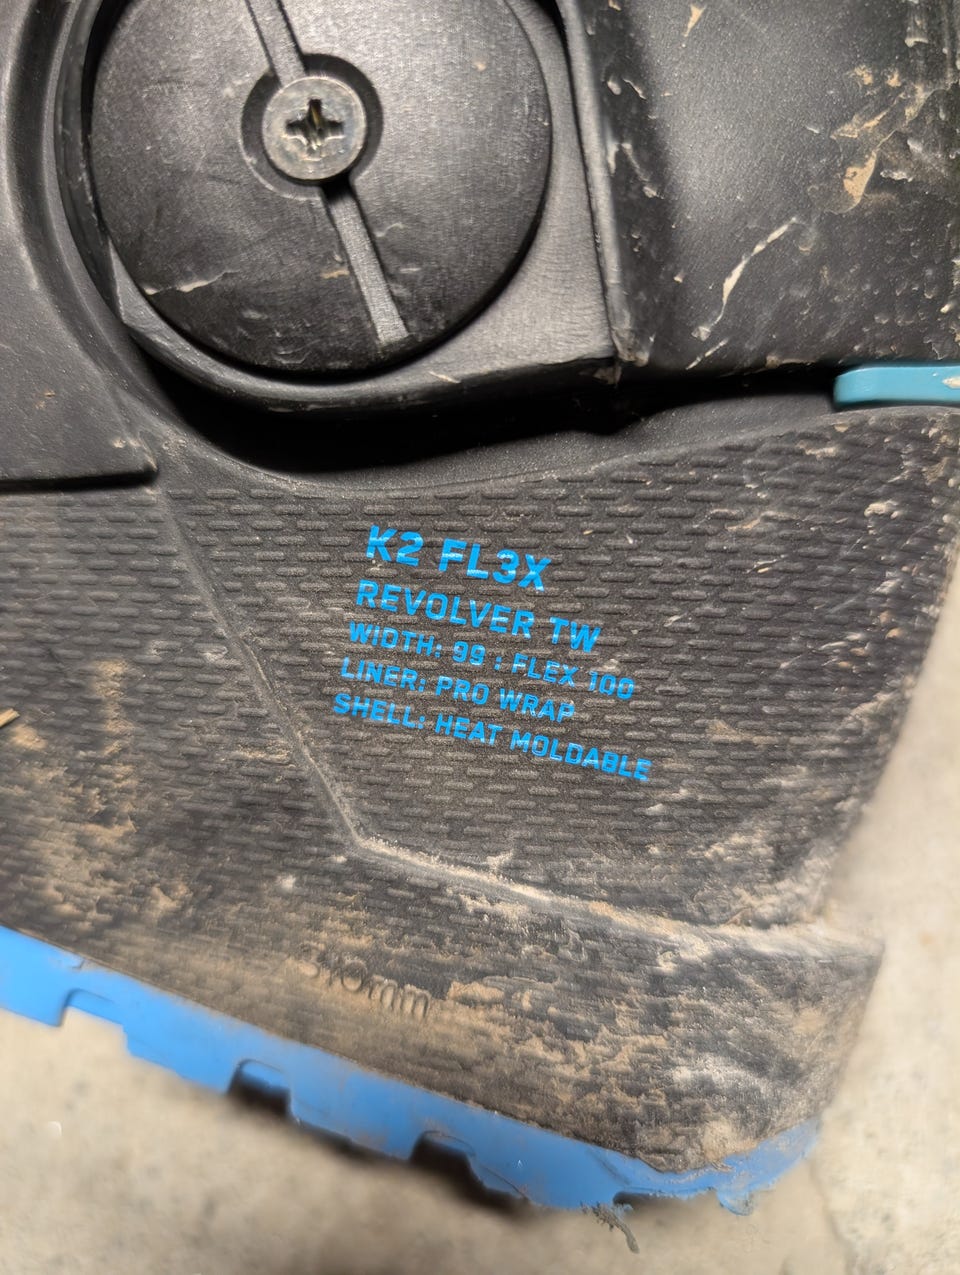 K2 FL3X
REVOLVER TW
WIDTH: 99 : FLEX 100
LINER: PRO WRAP
SHELL: HEAT MOLDABLE